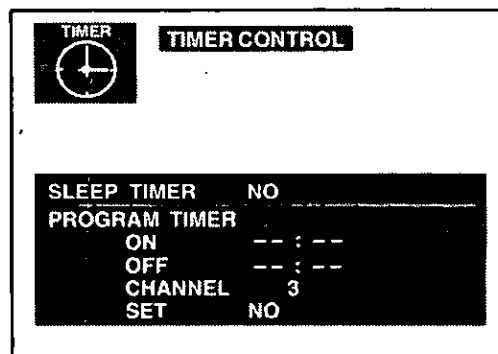 TIMER
TIMER CONTROL
SLEEP TIMER NO
PROGRAM TIMER
ON -- : --
OFF -- : --
CHANNEL 3
SET NO